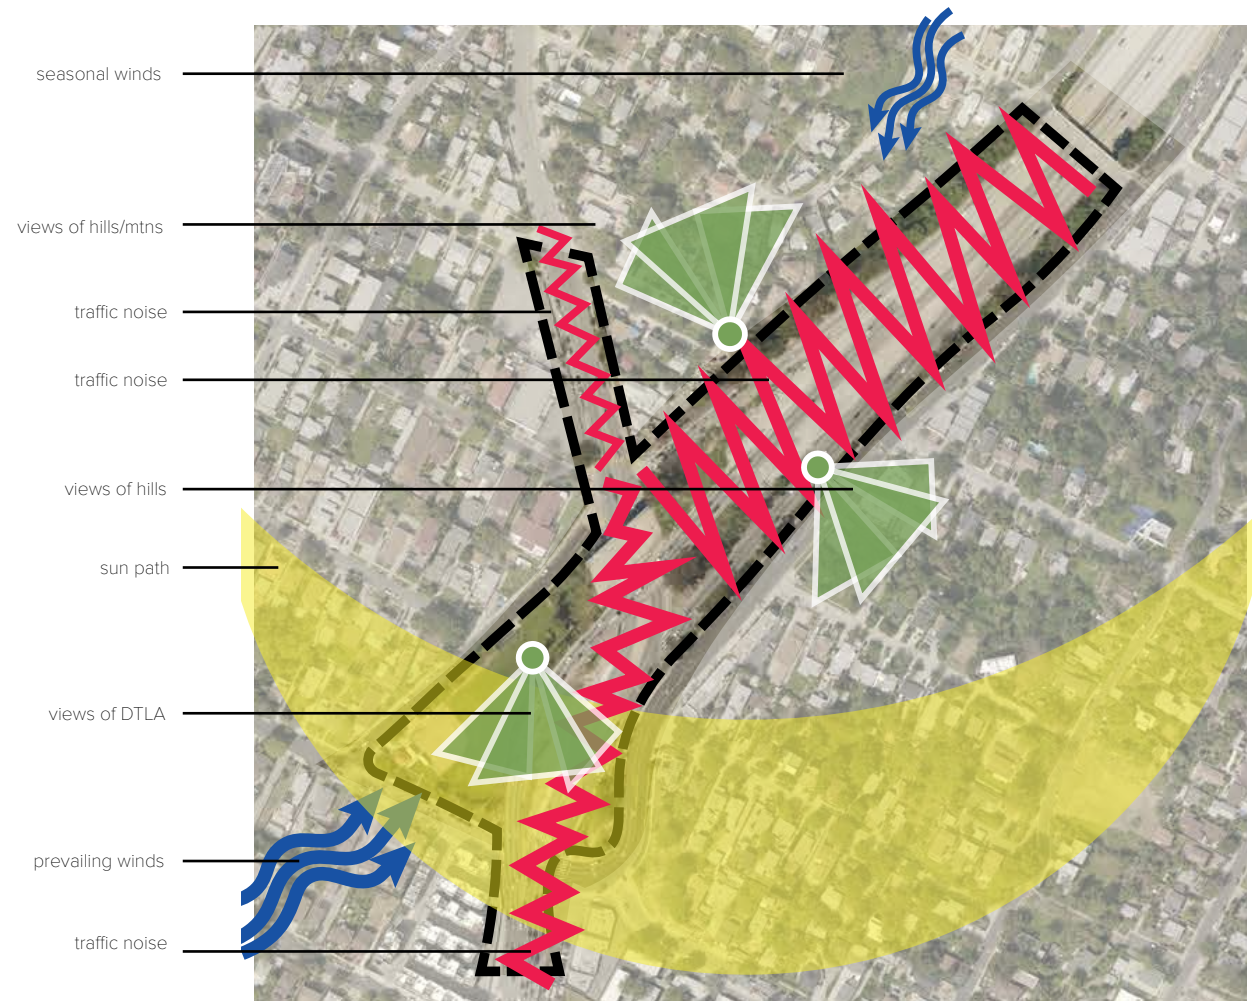 seasonal winds
views of hills/mtns
traffic noise
traffic noise
views of hills
sun path
views of DTLA
prevailing winds
traffic noise